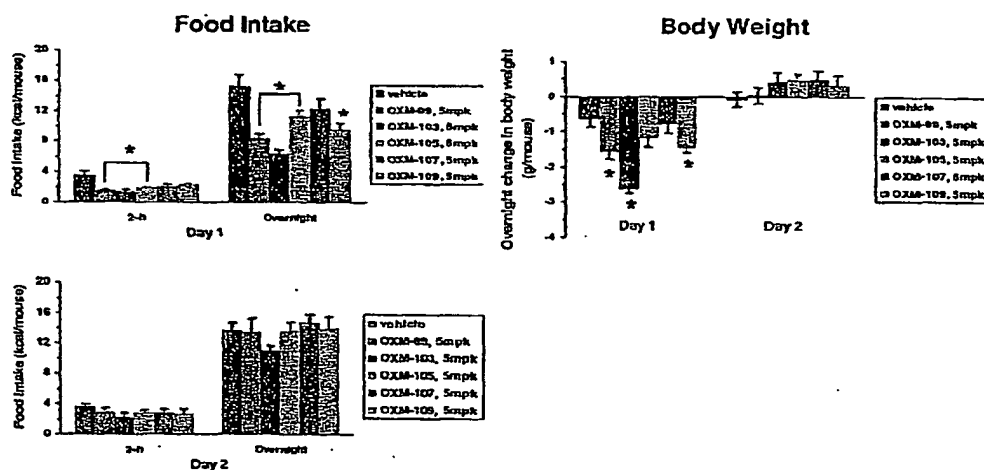 Food Intake
Food Intake (kcal/mouse)
20
16
12
8
4
0
*
*
*
2-h
Overnight
Day 1
vehicle
OXM-89, 5mpk
OXM-103, 5mpk
OXM-105, 5mpk
OXM-107, 5mpk
OXM-109, 5mpk
Body Weight
Overnight change in body weight
(g/mouse)
1
0
-1
-2
-3
-4
*
*
*
Day 1
Day 2
vehicle
OXM-89, 5mpk
OXM-103, 5mpk
OXM-105, 5mpk
OXM-107, 5mpk
OXM-109, 5mpk
Food Intake (kcal/mouse)
20
16
12
8
4
0
2-h
Overnight
Day 2
vehicle
OXM-89, 5mpk
OXM-103, 5mpk
OXM-105, 5mpk
OXM-107, 5mpk
OXM-109, 5mpk